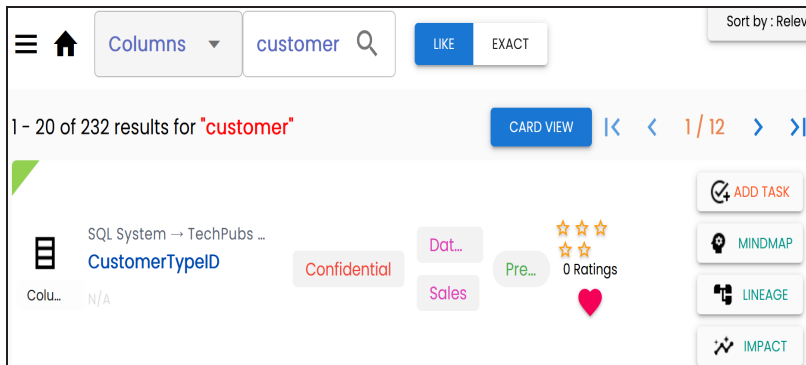 Columns
customer
LIKE
EXACT
Sort by : Relev
1 - 20 of 232 results for "customer"
CARD VIEW
1 / 12
ADD TASK
SQL System → TechPubs ...
CustomerTypeID
N/A
Colu...
Confidential
Dat...
Sales
Pre...
0 Ratings
MINDMAP
LINEAGE
IMPACT